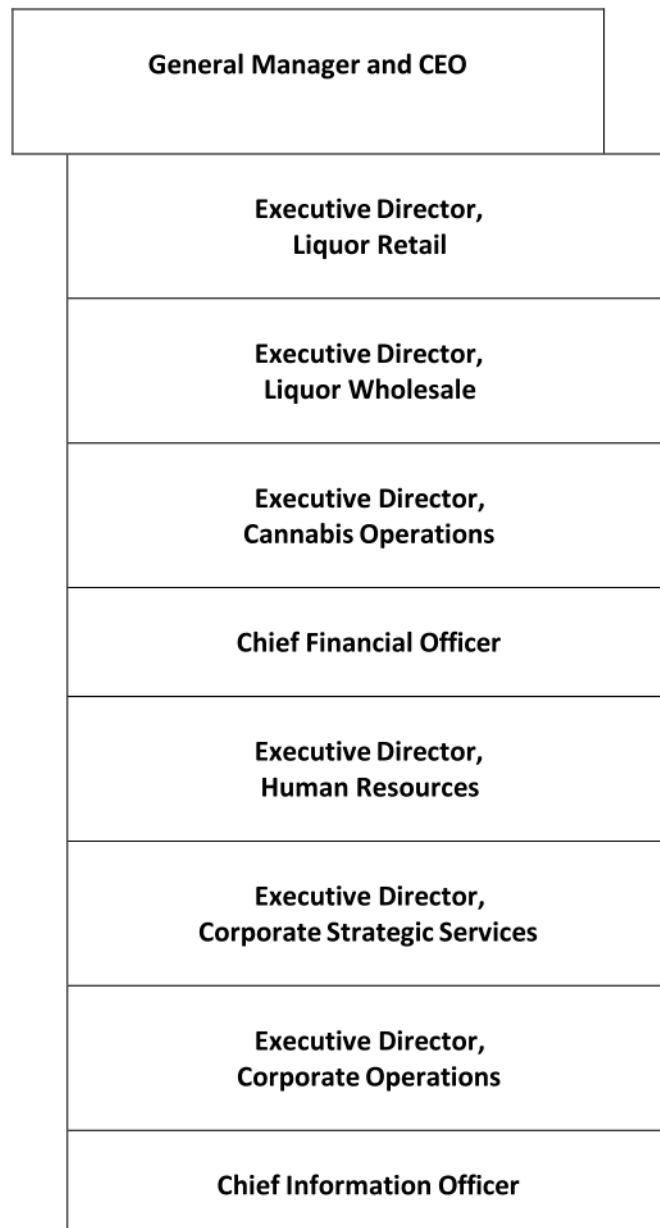 General Manager and CEO
Executive Director,
Liquor Retail
Executive Director,
Liquor Wholesale
Executive Director,
Cannabis Operations
Chief Financial Officer
Executive Director,
Human Resources
Executive Director,
Corporate Strategic Services
Executive Director,
Corporate Operations
Chief Information Officer